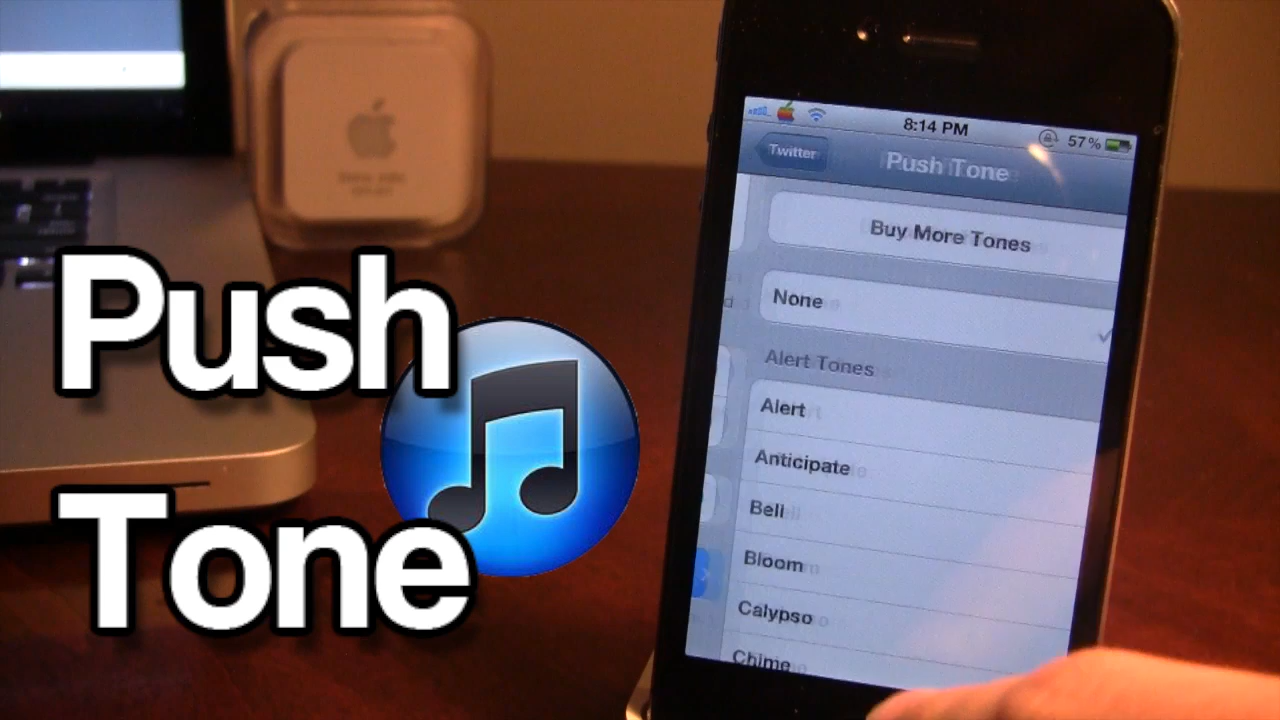 8:14 PM
57%
Twitter
Push Tone
Buy More Tones
None
Alert Tones
Alert
Anticipate
Bell
Bloom
Calypso
Chime
Push
Tone